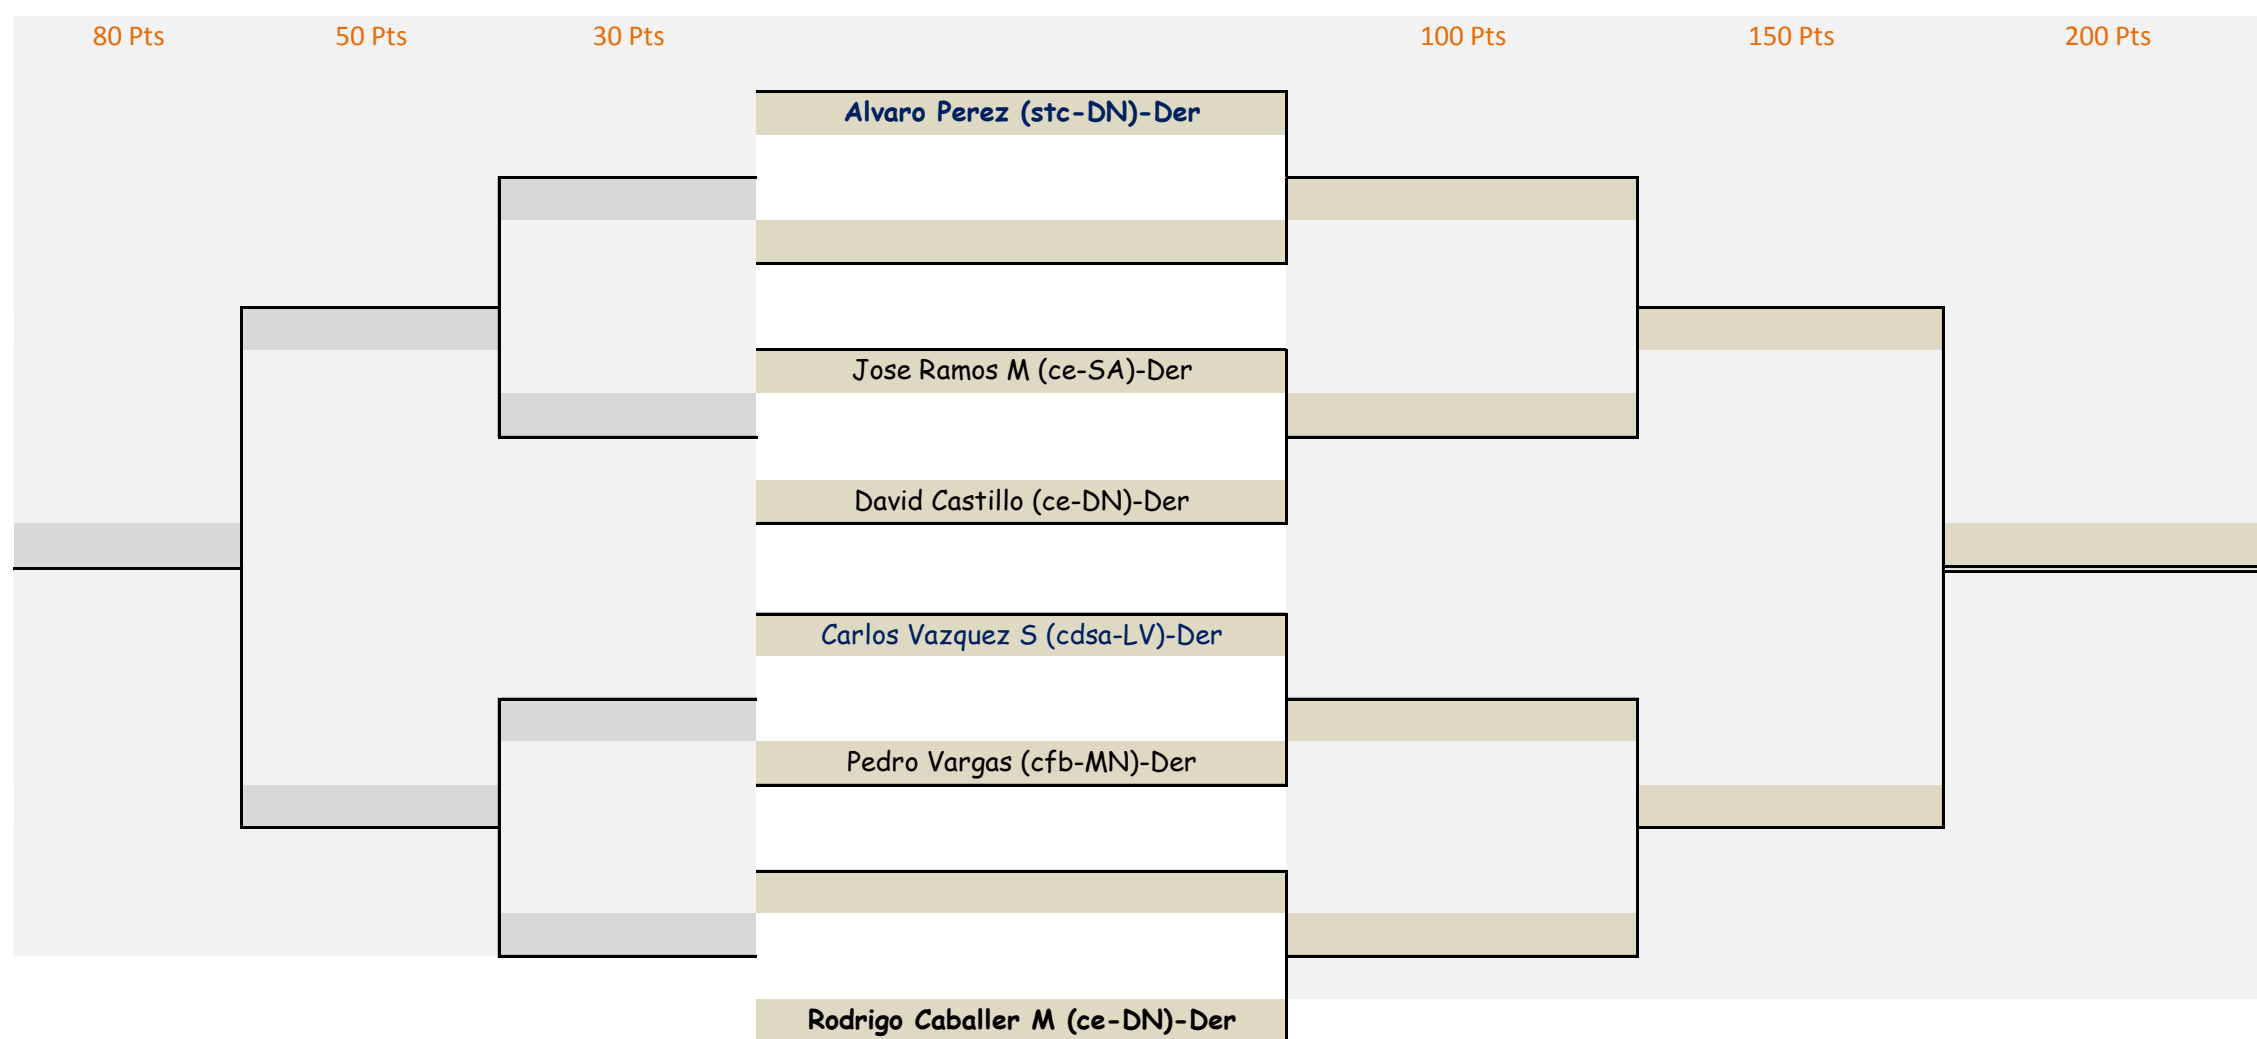 80 Pts 50 Pts 30 Pts 100 Pts 150 Pts 200 Pts
Alvaro Perez (stc-DN)-Der
Jose Ramos M (ce-SA)-Der
David Castillo (ce-DN)-Der
Carlos Vazquez S (cdsa-LV)-Der
Pedro Vargas (cfb-MN)-Der
Rodrigo Caballer M (ce-DN)-Der